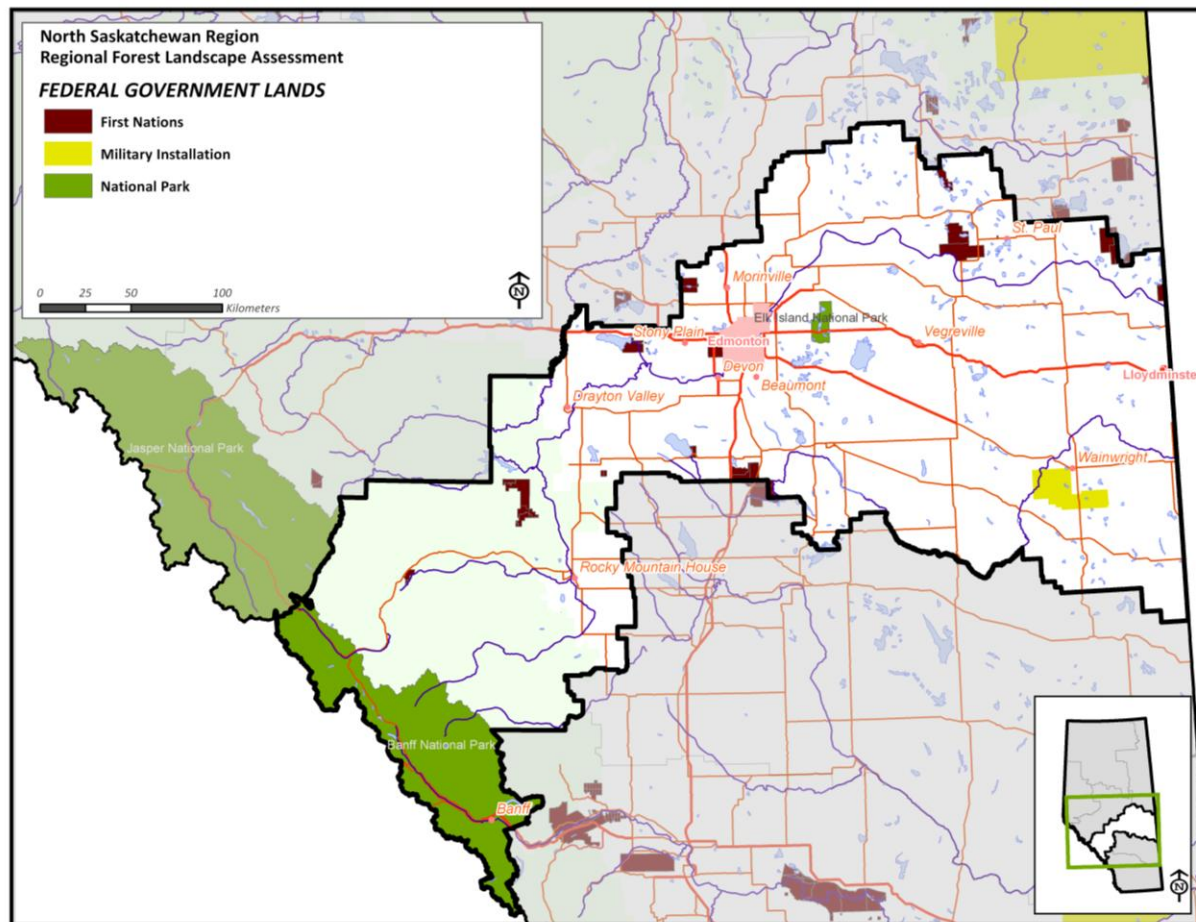 North Saskatchewan Region
Regional Forest Landscape Assessment
FEDERAL GOVERNMENT LANDS
First Nations
Military Installation
National Park
0 25 50 100
Kilometers
N
St. Paul
Morinville
Elk Island National Park
Stony Plain
Edmonton
Vegreville
Devon
Beaumont
Lloydminste
Drayton Valley
Jasper National Park
Wainwright
Rocky Mountain House
Banff National Park
Banff
N